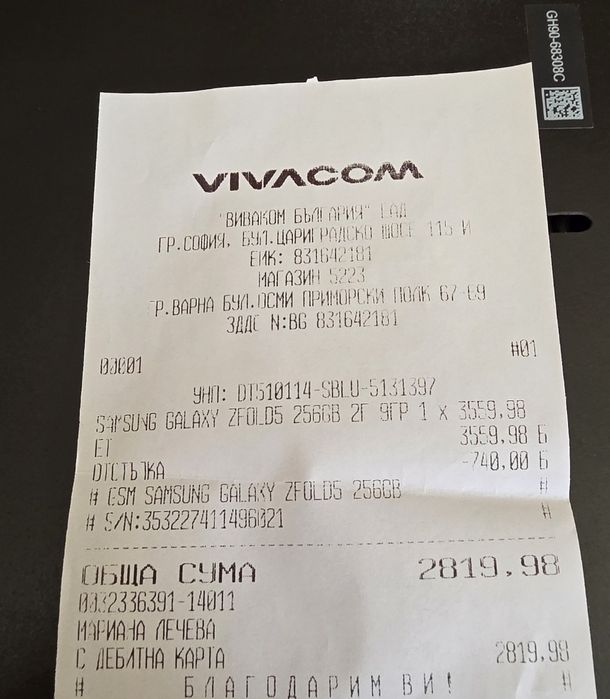 GH90-68308C
VIVACOM
"ВИВАКОМ БЪЛГАРИЯ" ЕАД
ГР.СОФИЯ, БУЛ.ЦАРИГРАДСКО ШОСЕ 115 И
ЕИК: 831642181
МАГАЗИН 5223
ГР.ВАРНА БУЛ.ОСМИ ПРИМОРСКИ ПОЛК 67-69
ЗДДС N:BG 831642181
00001 #01
УНП: DT510114-SBLU-5131397
SAMSUNG GALAXY ZFOLD5 256GB 2Г 9ГР 1 x 3559,98
ЕТ 3559,98 Б
ОТСТЪПКА -740,00 Б
# GSM SAMSUNG GALAXY ZFOLD5 256GB #
# S/N:353227411496021 #
ОБЩА СУМА 2819,98
0032336391-14011
МАРИАНА ЛЕЧЕВА
С ДЕБИТНА КАРТА 2819,98
# БЛАГОДАРИМ ВИ! #